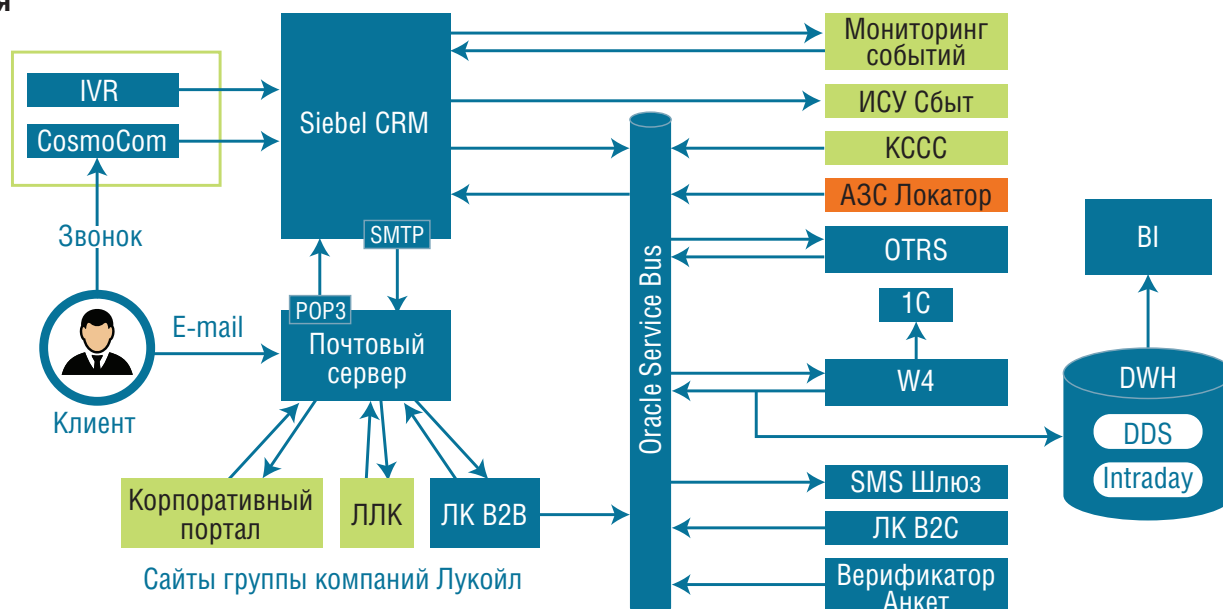 я
IVR
CosmoCom
Siebel CRM
SMTP
Звонок
POP3
E-mail
Почтовый
сервер
Клиент
Корпоративный
портал
ЛЛК
ЛК B2B
Сайты группы компаний Лукойл
Oracle Service Bus
Мониторинг
событий
ИСУ Сбыт
КССС
АЗС Локатор
OTRS
1С
W4
SMS Шлюз
ЛК B2C
Верификатор
Анкет
BI
DWH
DDS
Intraday